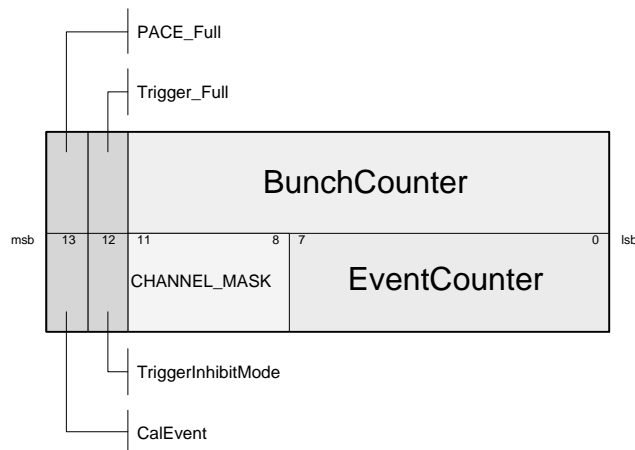 PACE_Full
Trigger_Full
BunchCounter
msb 13 12 11 8 7 0 lsb
CHANNEL_MASK EventCounter
TriggerInhibitMode
CalEvent